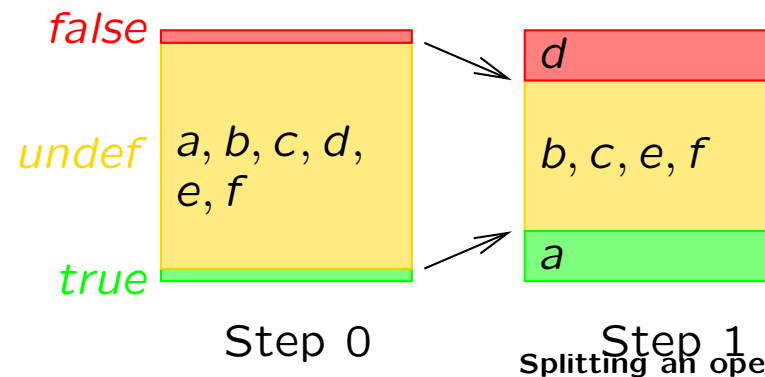 false
undef
true
a, b, c, d,
e, f
d
b, c, e, f
a
Step 0
Step 1
Splitting an ope